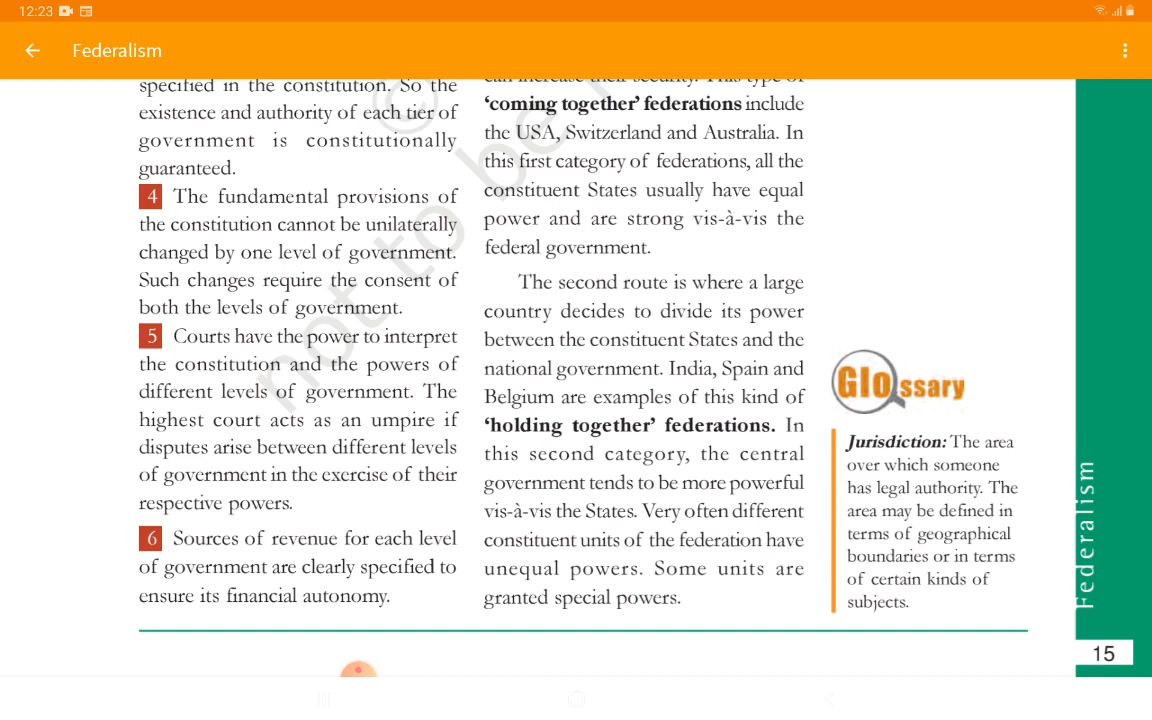 12:23
Federalism
specified in the constitution. So the
existence and authority of each tier of
government is constitutionally
guaranteed.
4 The fundamental provisions of
the constitution cannot be unilaterally
changed by one level of government.
Such changes require the consent of
both the levels of government.
5 Courts have the power to interpret
the constitution and the powers of
different levels of government. The
highest court acts as an umpire if
disputes arise between different levels
of government in the exercise of their
respective powers.
6 Sources of revenue for each level
of government are clearly specified to
ensure its financial autonomy.
can increase their security. This type of
‘coming together’ federations include
the USA, Switzerland and Australia. In
this first category of federations, all the
constituent States usually have equal
power and are strong vis-à-vis the
federal government.
The second route is where a large
country decides to divide its power
between the constituent States and the
national government. India, Spain and
Belgium are examples of this kind of
‘holding together’ federations. In
this second category, the central
government tends to be more powerful
vis-à-vis the States. Very often different
constituent units of the federation have
unequal powers. Some units are
granted special powers.
Glossary
Jurisdiction: The area
over which someone
has legal authority. The
area may be defined in
terms of geographical
boundaries or in terms
of certain kinds of
subjects.
Federalism
15
© not to be